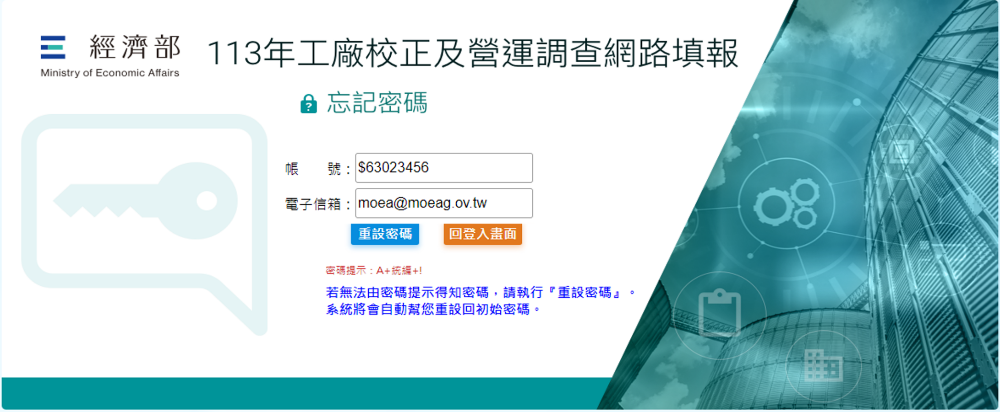 經濟部
Ministry of Economic Affairs
113年工廠校正及營運調查網路填報
忘記密碼
帳　　號：$63023456
電子信箱：moea@moeag.ov.tw
重設密碼 回登入畫面
密碼提示：A+統編+!
若無法由密碼提示得知密碼，請執行『重設密碼』。
系統將會自動幫您重設回初始密碼。